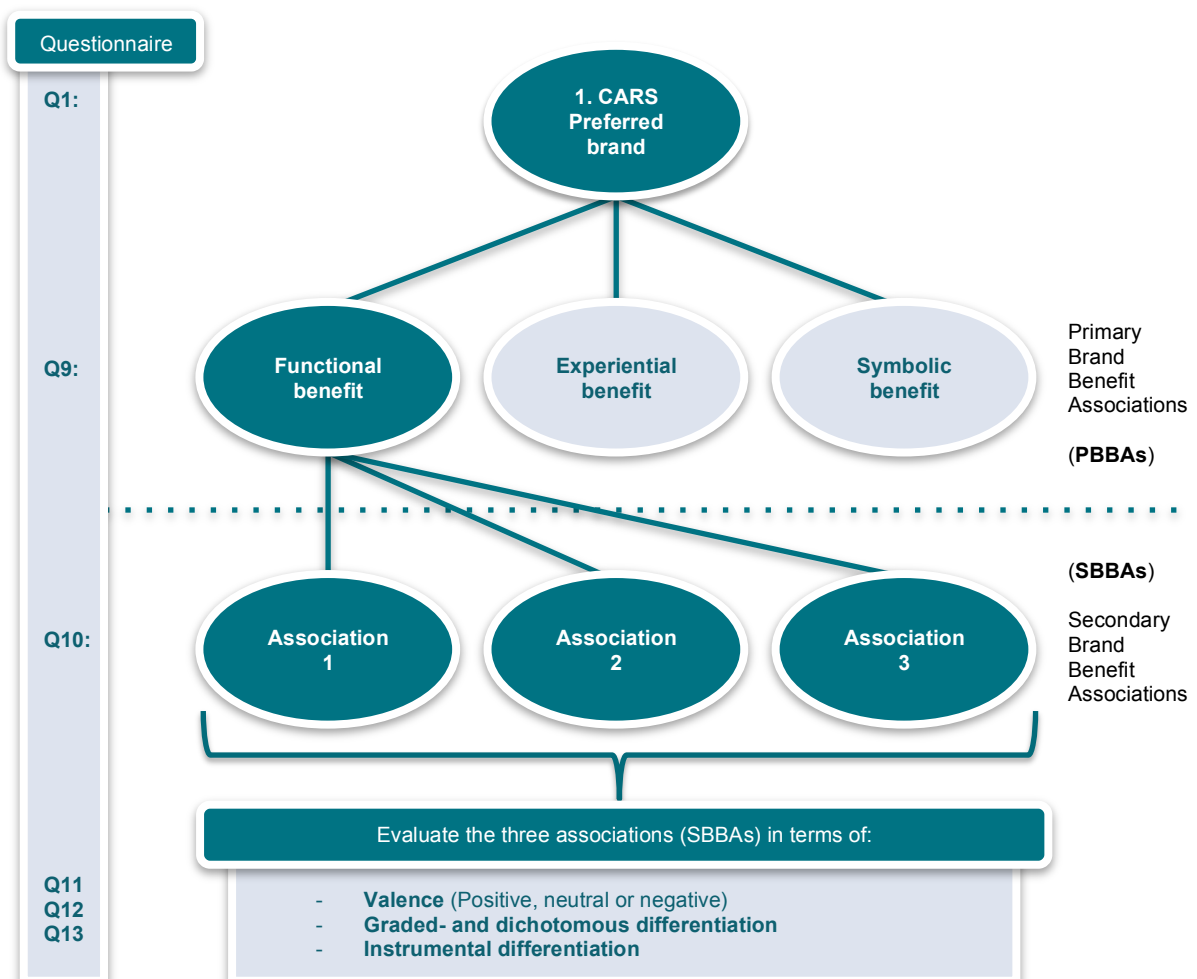 Questionnaire
Q1:
1. CARS
Preferred
brand
Q9:
Functional
benefit
Experiential
benefit
Symbolic
benefit
Primary
Brand
Benefit
Associations
(PBBAs)
(SBBAs)
Secondary
Brand
Benefit
Associations
Q10:
Association
1
Association
2
Association
3
Evaluate the three associations (SBBAs) in terms of:
Q11
Q12
Q13
- Valence (Positive, neutral or negative)
- Graded- and dichotomous differentiation
- Instrumental differentiation